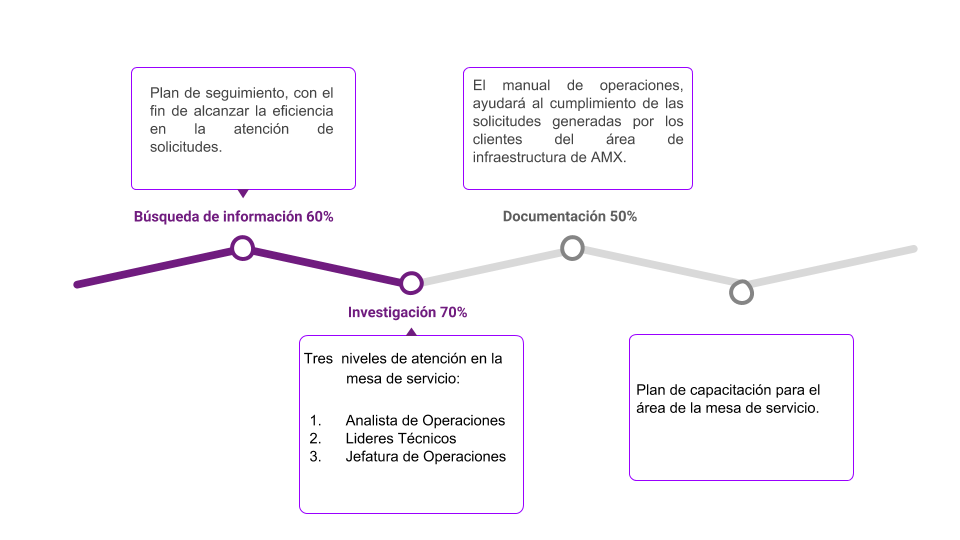 Plan de seguimiento, con el
fin de alcanzar la eficiencia
en la atención de
solicitudes.
El manual de operaciones,
ayudará al cumplimiento de las
solicitudes generadas por los
clientes del área de
infraestructura de AMX.
Búsqueda de información 60%
Documentación 50%
Investigación 70%
Tres niveles de atención en la
mesa de servicio:
1. Analista de Operaciones
2. Lideres Técnicos
3. Jefatura de Operaciones
Plan de capacitación para el
área de la mesa de servicio.